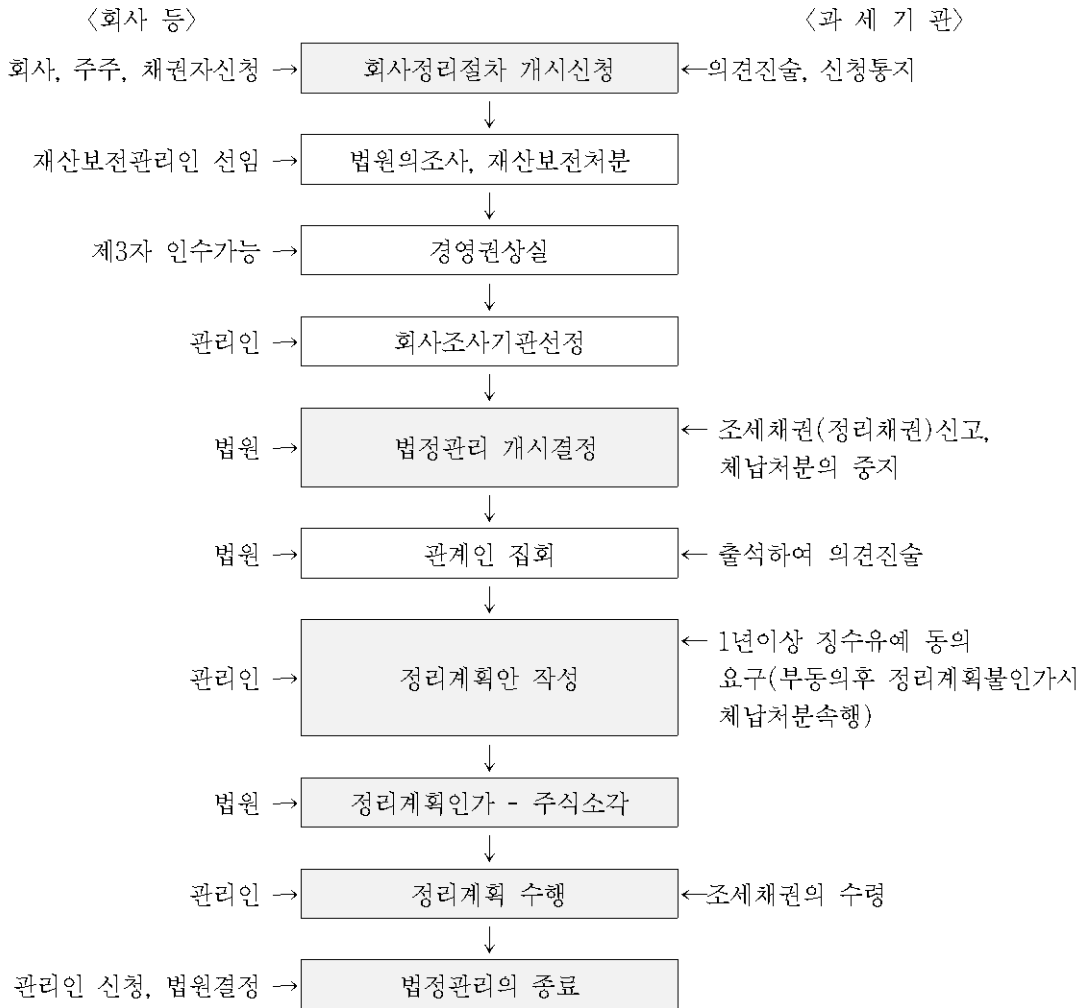 〈회사 등〉 〈과 세 기 관〉
회사, 주주, 채권자신청 → 회사정리절차 개시신청 ←의견진술, 신청통지
↓
재산보전관리인 선임 → 법원의조사, 재산보전처분
↓
제3자 인수가능 → 경영권상실
↓
관리인 → 회사조사기관선정
↓
법원 → 법정관리 개시결정 ← 조세채권(정리채권)신고,
체납처분의 중지
↓
법원 → 관계인 집회 ← 출석하여 의견진술
↓
관리인 → 정리계획안 작성 ← 1년이상 징수유예 동의
요구(부동의후 정리계획불인가시
체납처분속행)
↓
법원 → 정리계획인가 - 주식소각
↓
관리인 → 정리계획 수행 ←조세채권의 수령
↓
관리인 신청, 법원결정 → 법정관리의 종료